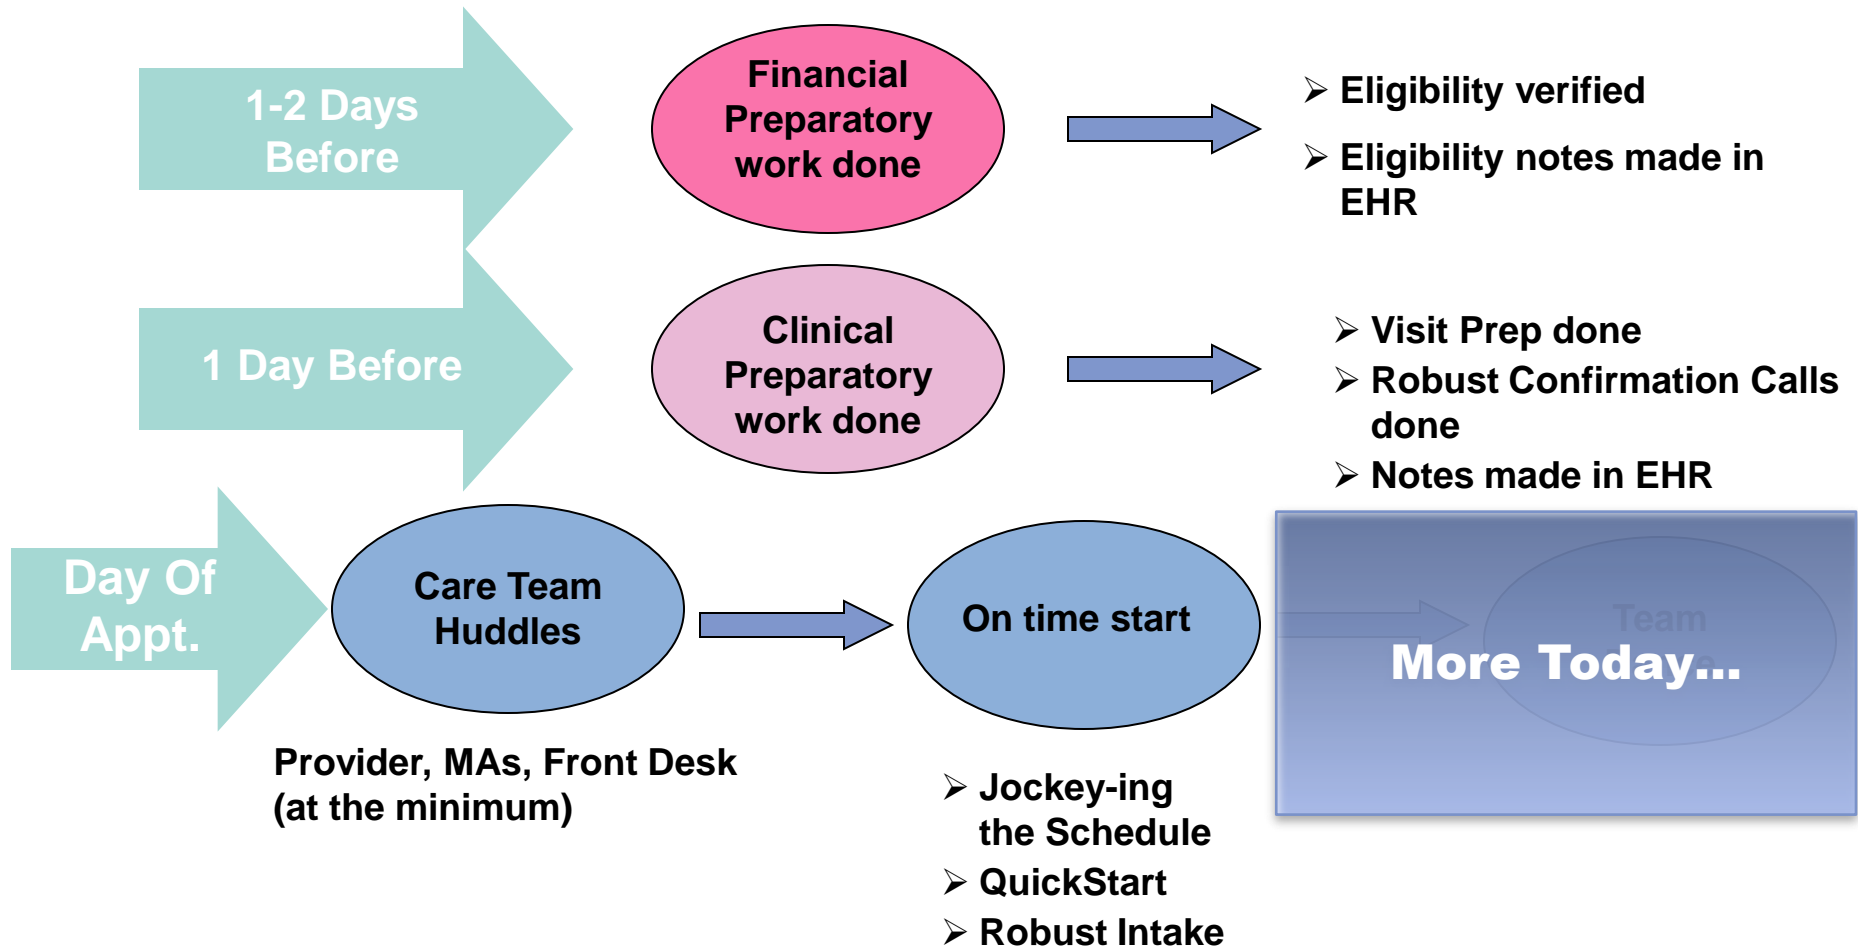 1-2 Days
Before
Financial
Preparatory
work done
➢ Eligibility verified
➢ Eligibility notes made in
EHR
1 Day Before
Clinical
Preparatory
work done
➢ Visit Prep done
➢ Robust Confirmation Calls
done
➢ Notes made in EHR
Day Of
Appt.
Care Team
Huddles
On time start
Team
More Today...
Provider, MAs, Front Desk
(at the minimum)
➢ Jockey-ing
the Schedule
➢ QuickStart
➢ Robust Intake